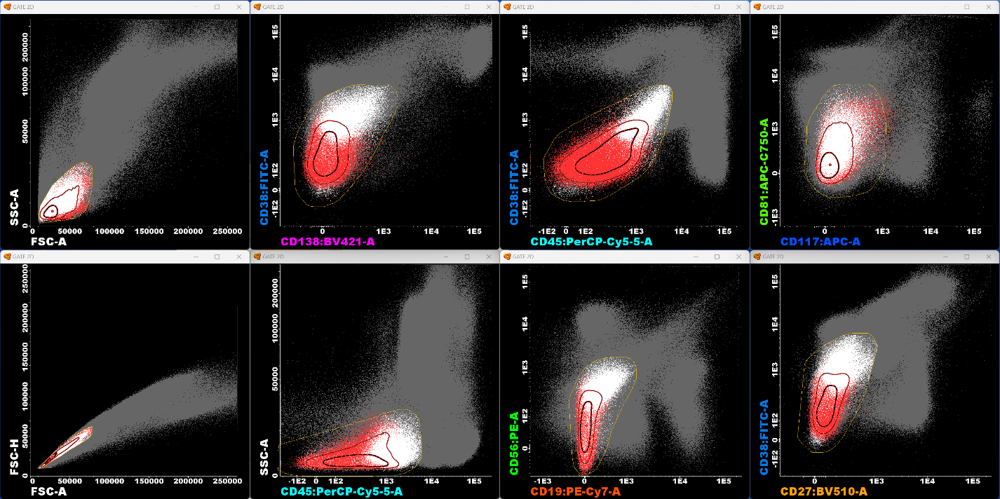 GATE 2D
200000
100000
50000
0
SSC-A
0 50000 100000 150000 200000 250000
FSC-A
GATE 2D
1E5
1E4
1E3
1E2
0
-1E2
CD38:FITC-A
0 1E3 1E4 1E5
CD138:BV421-A
GATE 2D
1E5
1E4
1E3
1E2
0
-1E2
CD38:FITC-A
-1E2 0 1E2 1E3 1E4 1E5
CD45:PerCP-Cy5-5-A
GATE 2D
1E5
1E4
1E3
0
-1E3
CD81:APC-C750-A
0 1E3 1E4 1E5
CD117:APC-A
GATE 2D
250000
200000
150000
100000
50000
0
FSC-H
0 50000 100000 150000 200000 250000
FSC-A
GATE 2D
200000
100000
50000
0
SSC-A
-1E2 0 1E2 1E3 1E4 1E5
CD45:PerCP-Cy5-5-A
GATE 2D
1E5
1E4
1E3
1E2
0
CD56:PE-A
-1E3 0 1E3 1E4 1E5
CD19:PE-Cy7-A
GATE 2D
1E5
1E4
1E3
1E2
0
-1E2
CD38:FITC-A
0 1E3 1E4 1E5
CD27:BV510-A